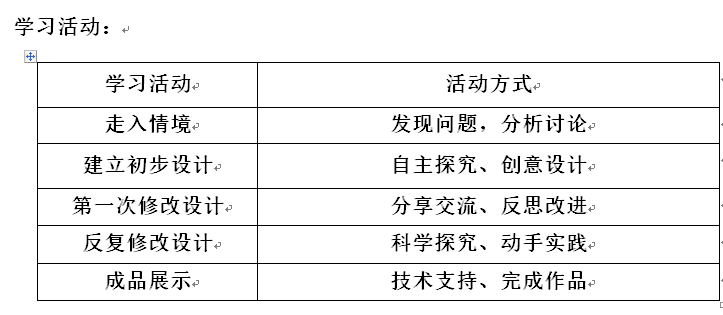 学习活动：
学习活动 活动方式
走入情境 发现问题，分析讨论
建立初步设计 自主探究、创意设计
第一次修改设计 分享交流、反思改进
反复修改设计 科学探究、动手实践
成品展示 技术支持、完成作品